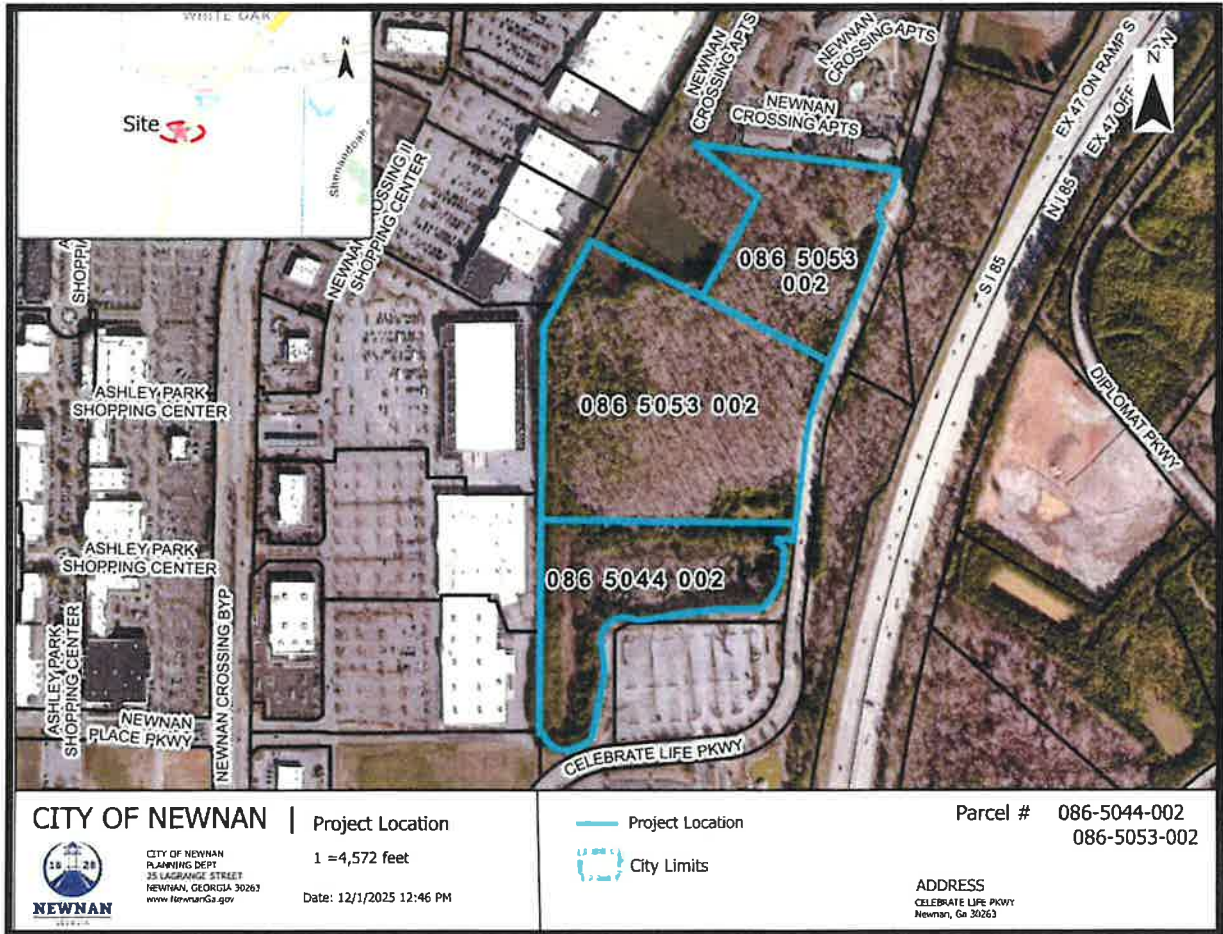 WHITE OAK
N
Site
Shenandoah
NEWNAN CROSSING II
SHOPPING CENTER
NEWNAN
CROSSING APTS
NEWNAN
CROSSING APTS
NEWNAN
CROSSING APTS
EX 47 ON RAMP S
EX 47 OFF
N
N I 85
S I 85
DIPLOMAT PKWY
086 5053
002
086 5053 002
086 5044 002
SHOPPI
ASHLEY PARK
SHOPPING CENTER
ASHLEY PARK
SHOPPING CENTER
ASHLEY PARK
SHOPPING CENTER
NEWNAN
PLACE PKWY
NEWNAN CROSSING BYP
CELEBRATE LIFE PKWY
CITY OF NEWNAN | Project Location
1 =4,572 feet
Date: 12/1/2025 12:46 PM
CITY OF NEWNAN
PLANNING DEPT
25 LAGRANGE STREET
NEWNAN, GEORGIA 30263
www.NewnanGa.gov
18 28
NEWNAN
GEORGIA
Project Location
City Limits
Parcel # 086-5044-002
086-5053-002
ADDRESS
CELEBRATE LIFE PKWY
Newnan, Ga 30263